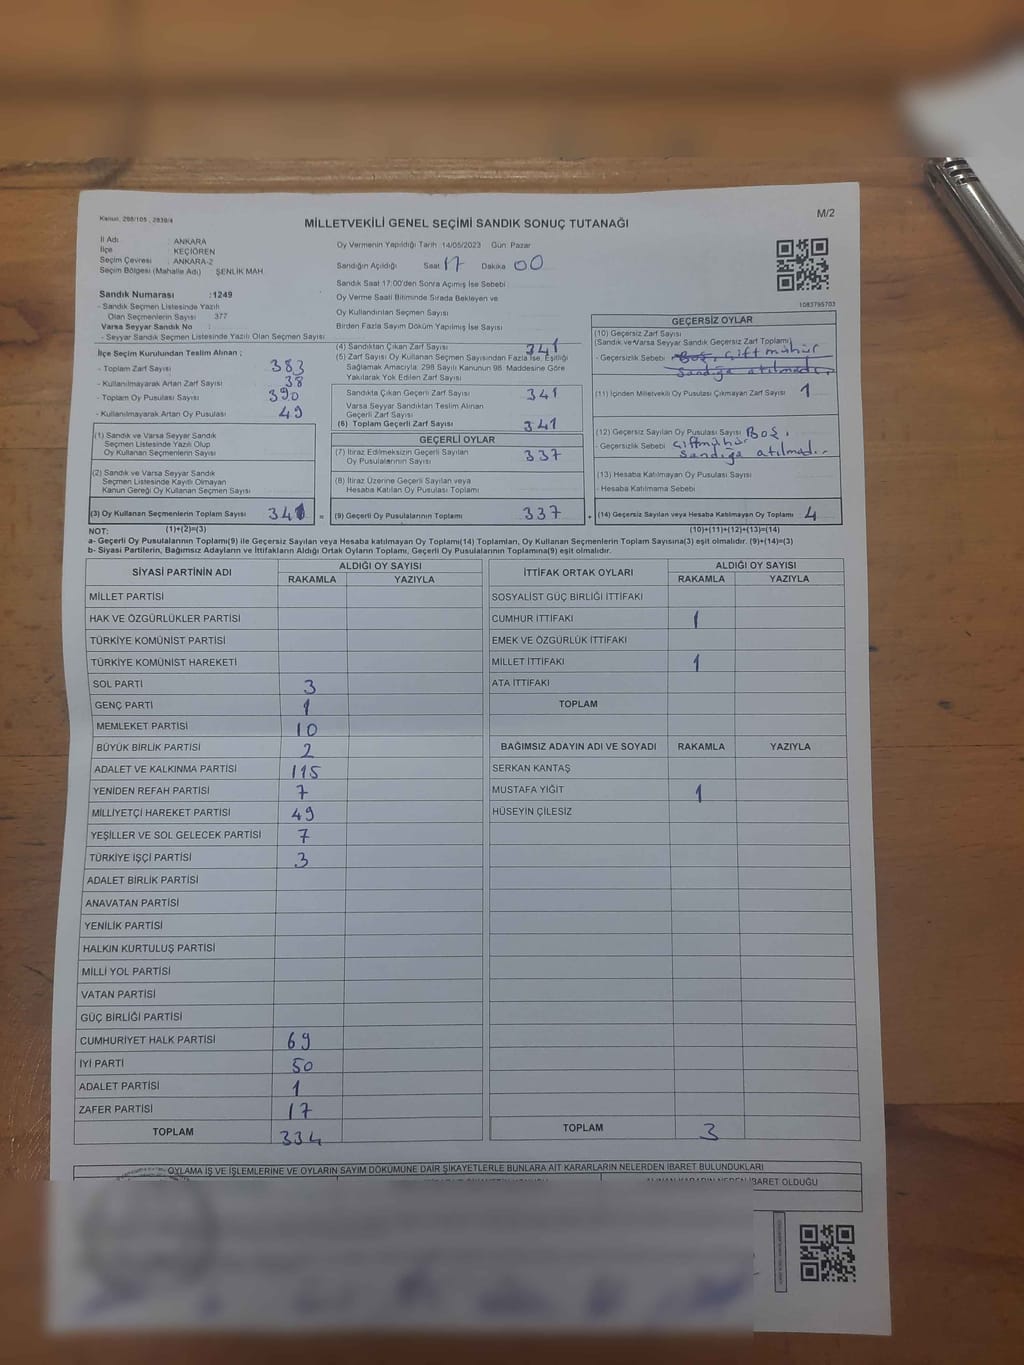 Kanun, 298/105 , 2839/4
M/2
MİLLETVEKİLİ GENEL SEÇİMİ SANDIK SONUÇ TUTANAĞI
İl Adı : ANKARA
İlçe : KEÇİÖREN
Seçim Çevresi : ANKARA-2
Seçim Bölgesi (Mahalle Adı) : ŞENLİK MAH.
Oy Vermenin Yapıldığı Tarih :14/05/2023 Gün: Pazar
Sandığın Açıldığı Saat 17 Dakika 00
Sandık Saat 17:00'den Sonra Açımış İse Sebebi
Oy Verme Saati Bitiminde Sırada Bekleyen ve
Oy Kullandırılan Seçmen Sayısı
Birden Fazla Sayım Döküm Yapılmış İse Sayısı
1083795703
Sandık Numarası :1249
- Sandık Seçmen Listesinde Yazılı
Olan Seçmenlerin Sayısı 377
Varsa Seyyar Sandık No :
- Seyyar Sandık Seçmen Listesinde Yazılı Olan Seçmen Sayısı
İlçe Seçim Kurulundan Teslim Alınan ;
- Toplam Zarf Sayısı 383
- Kullanılmayarak Artan Zarf Sayısı 38
- Toplam Oy Pusulası Sayısı 390
- Kullanılmayarak Artan Oy Pusulası 49
(1) Sandık ve Varsa Seyyar Sandık
Seçmen Listesinde Yazılı Olup
Oy Kullanan Seçmenlerin Sayısı
(2) Sandık ve Varsa Seyyar Sandık
Seçmen Listesinde Kayıtlı Olmayan
Kanun Gereği Oy Kullanan Seçmen Sayısı
(3) Oy Kullanan Seçmenlerin Toplam Sayısı 341 =
(1)+(2)=(3)
(4) Sandıktan Çıkan Zarf Sayısı 341
(5) Zarf Sayısı Oy Kullanan Seçmen Sayısından Fazla İse, Eşitliği
Sağlamak Amacıyla; 298 Sayılı Kanunun 98. Maddesine Göre
Yakılarak Yok Edilen Zarf Sayısı
Sandıkta Çıkan Geçerli Zarf Sayısı 341
Varsa Seyyar Sandıktan Teslim Alınan
Geçerli Zarf Sayısı
(6) Toplam Geçerli Zarf Sayısı 341
GEÇERLİ OYLAR
(7) İtiraz Edilmeksizin Geçerli Sayılan
Oy Pusulalarının Sayısı 337
(8) İtiraz Üzerine Geçerli Sayılan veya
Hesaba Katılan Oy Pusulası Toplamı
(9) Geçerli Oy Pusulalarının Toplamı 337 +
GEÇERSİZ OYLAR
(10) Geçersiz Zarf Sayısı
(Sandık ve Varsa Seyyar Sandık Geçersiz Zarf Toplamı)
- Geçersizlik Sebebi Boş, Çift mühür
Sandığa atılmadı.
(11) İçinden Milletvekili Oy Pusulası Çıkmayan Zarf Sayısı 1
(12) Geçersiz Sayılan Oy Pusulası Sayısı Boş,
Geçersizlik Sebebi Çift mühür
Sandığa atılmadı.
(13) Hesaba Katılmayan Oy Pusulası Sayısı
- Hesaba Katılmama Sebebi
(14) Geçersiz Sayılan veya Hesaba Katılmayan Oy Toplamı 4
(10)+(11)+(12)+(13)=(14)
NOT:
a- Geçerli Oy Pusulalarının Toplamı(9) ile Geçersiz Sayılan veya Hesaba katılmayan Oy Toplamı(14) Toplamları, Oy Kullanan Seçmenlerin Toplam Sayısına(3) eşit olmalıdır. (9)+(14)=(3)
b- Siyasi Partilerin, Bağımsız Adayların ve İttifakların Aldığı Ortak Oyların Toplamı, Geçerli Oy Pusulalarının Toplamına(9) eşit olmalıdır.
SİYASİ PARTİNİN ADI ALDIĞI OY SAYISI
RAKAMLA YAZIYLA
MİLLET PARTİSİ
HAK VE ÖZGÜRLÜKLER PARTİSİ
TÜRKİYE KOMÜNİST PARTİSİ
TÜRKİYE KOMÜNİST HAREKETİ
SOL PARTİ 3
GENÇ PARTİ 1
MEMLEKET PARTİSİ 10
BÜYÜK BİRLİK PARTİSİ 2
ADALET VE KALKINMA PARTİSİ 115
YENİDEN REFAH PARTİSİ 7
MİLLİYETÇİ HAREKET PARTİSİ 49
YEŞİLLER VE SOL GELECEK PARTİSİ 7
TÜRKİYE İŞÇİ PARTİSİ 3
ADALET BİRLİK PARTİSİ
ANAVATAN PARTİSİ
YENİLİK PARTİSİ
HALKIN KURTULUŞ PARTİSİ
MİLLİ YOL PARTİSİ
VATAN PARTİSİ
GÜÇ BİRLİĞİ PARTİSİ
CUMHURİYET HALK PARTİSİ 69
İYİ PARTİ 50
ADALET PARTİSİ 1
ZAFER PARTİSİ 17
TOPLAM 334
İTTİFAK ORTAK OYLARI ALDIĞI OY SAYISI
RAKAMLA YAZIYLA
SOSYALİST GÜÇ BİRLİĞİ İTTİFAKI
CUMHUR İTTİFAKI 1
EMEK VE ÖZGÜRLÜK İTTİFAKI
MİLLET İTTİFAKI 1
ATA İTTİFAKI
TOPLAM
BAĞIMSIZ ADAYIN ADI VE SOYADI RAKAMLA YAZIYLA
SERKAN KANTAŞ
MUSTAFA YİĞİT 1
HÜSEYİN ÇİLESİZ
TOPLAM 3
OYLAMA İŞ VE İŞLEMLERİNE VE OYLARIN SAYIM DÖKÜMÜNE DAİR ŞİKAYETLERLE BUNLARA AİT KARARLARIN NELERDEN İBARET BULUNDUKLARI
ALINAN KARARIN NEDEN İBARET OLDUĞU